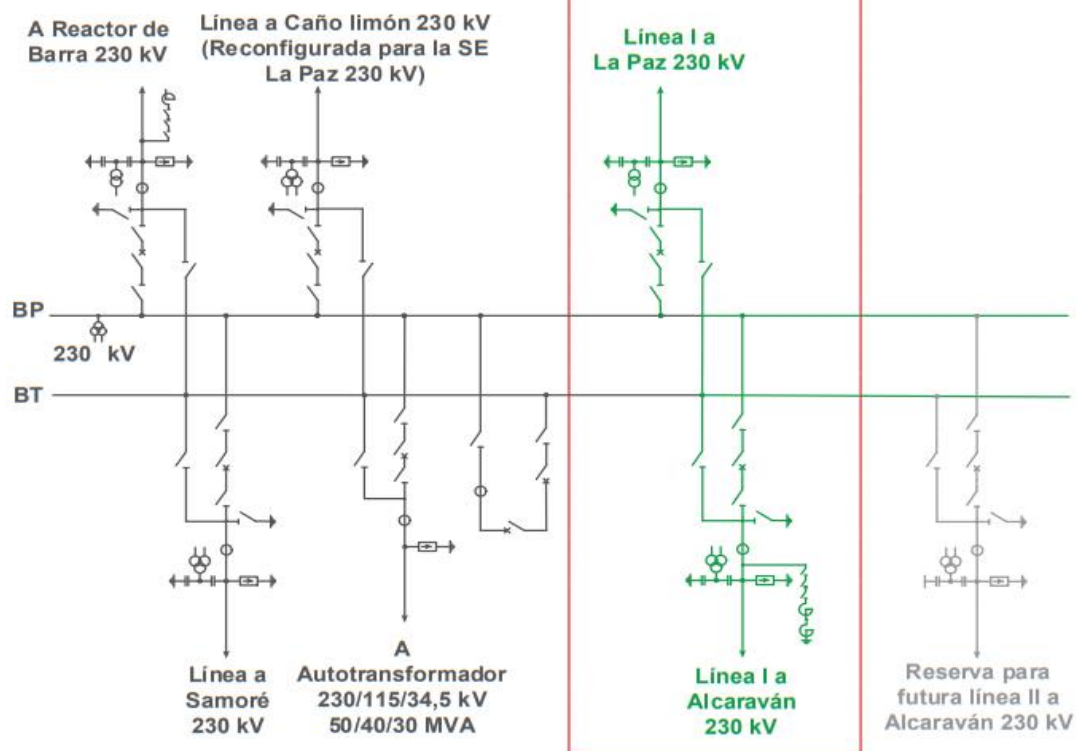 A Reactor de
Barra 230 kV
Línea a Caño limón 230 kV
(Reconfigurada para la SE
La Paz 230 kV)
Línea I a
La Paz 230 kV
BP
230 kV
BT
Línea a
Samoré
230 kV
A
Autotransformador
230/115/34,5 kV
50/40/30 MVA
Línea I a
Alcaraván
230 kV
Reserva para
futura línea II a
Alcaraván 230 kV